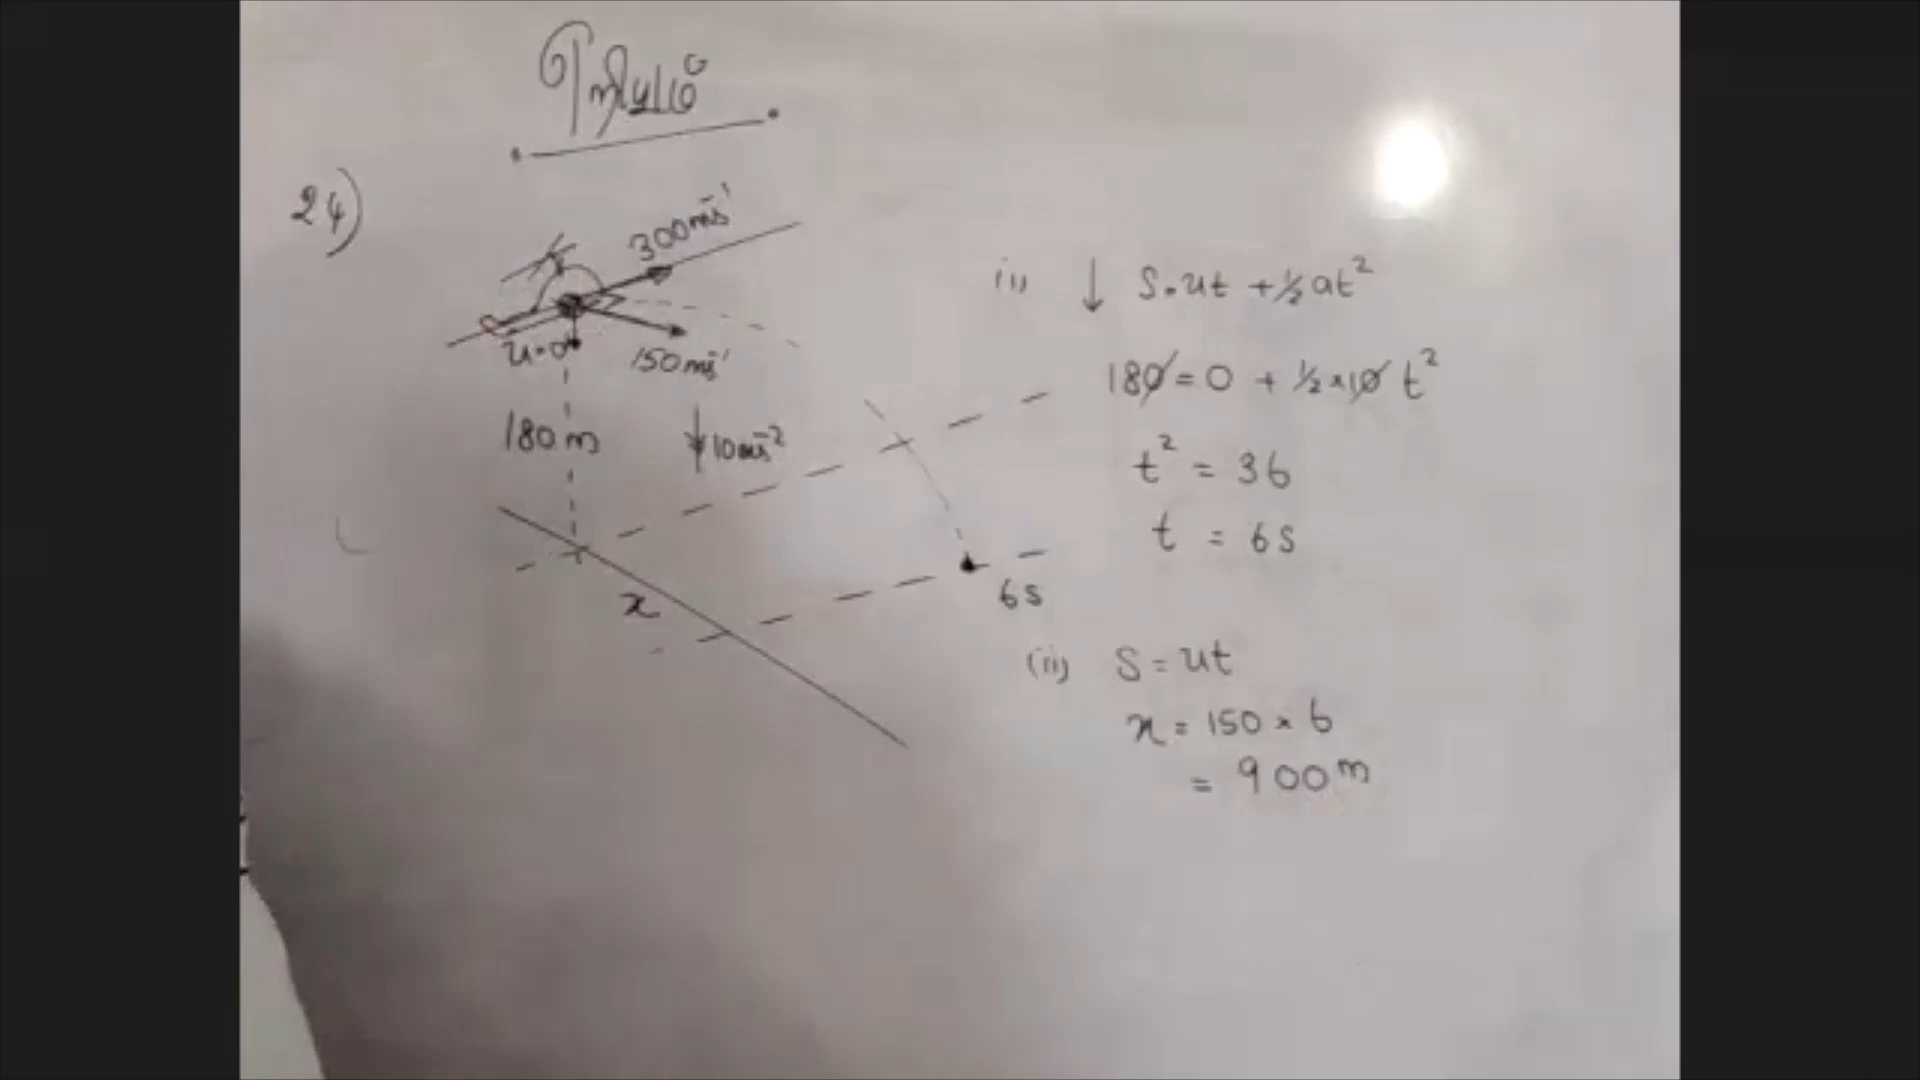 24)
300ms⁻¹
u=0
150ms⁻¹
180m
↓10ms⁻²
x
6s
(i) ↓ S=ut +½at²
180=0 + ½×10 t²
t² = 36
t = 6s
(ii) S=ut
x = 150 × 6
= 900m